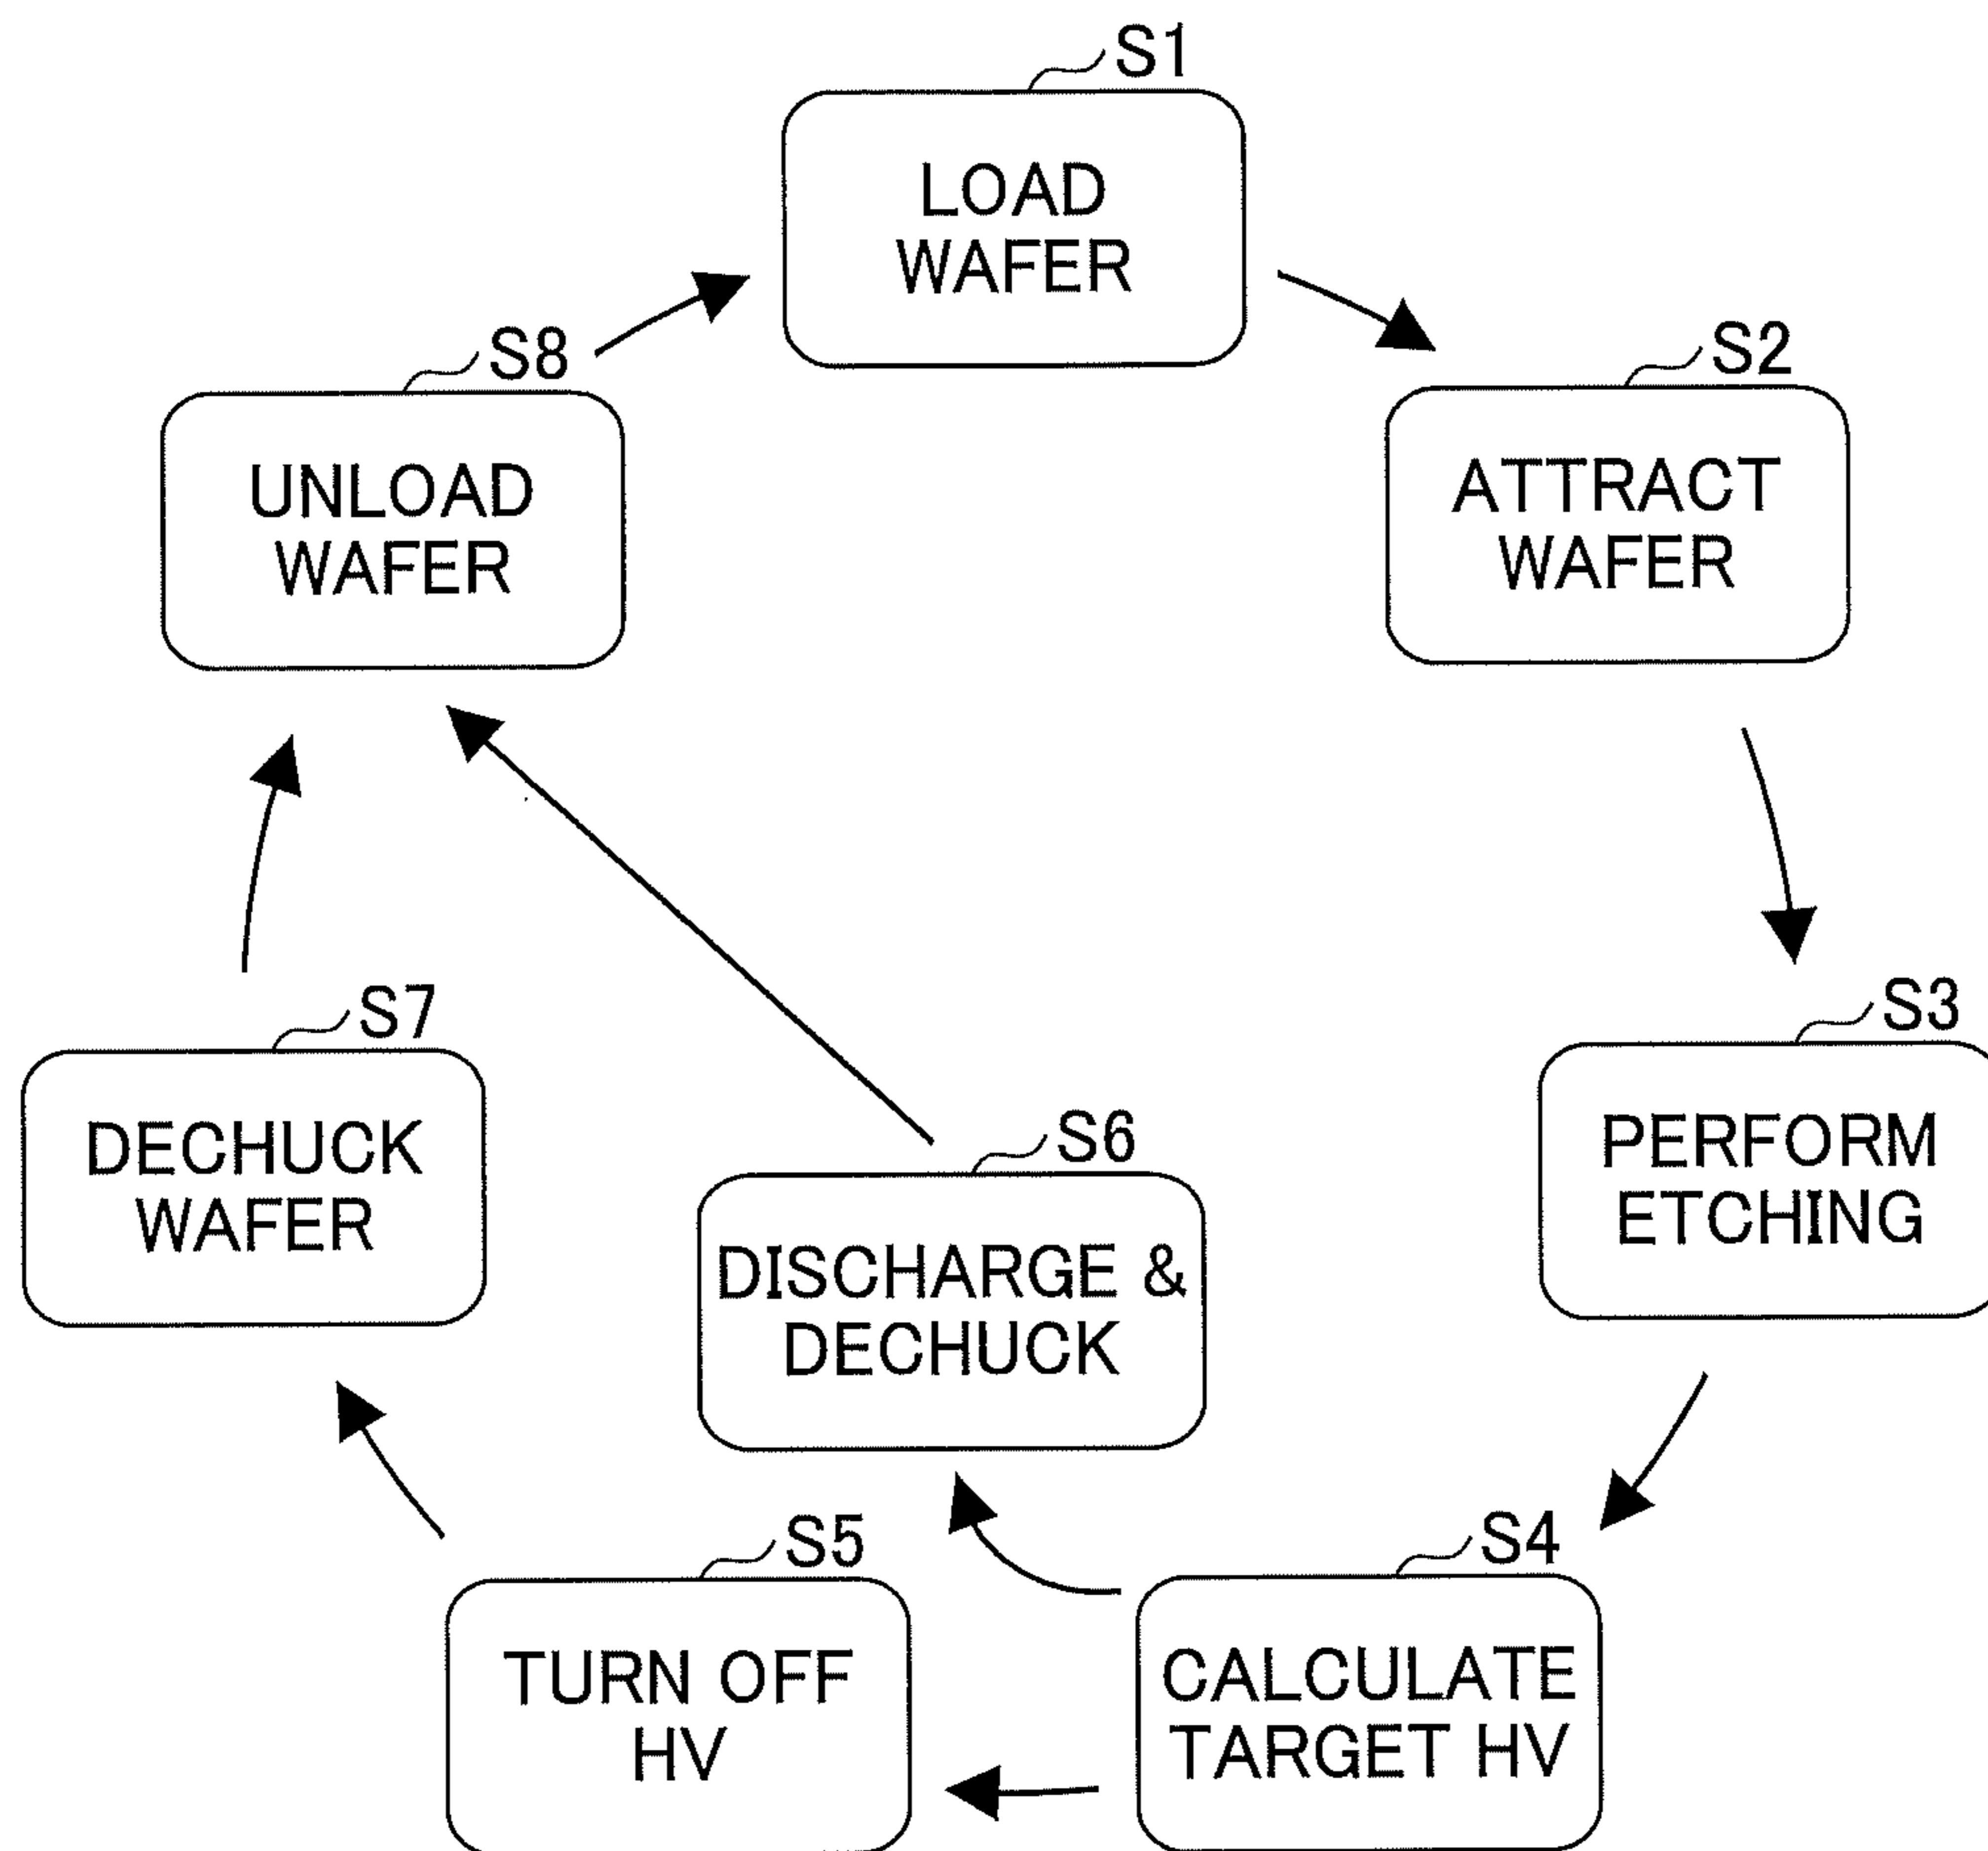 S1
LOAD
WAFER
S2
ATTRACT
WAFER
S3
PERFORM
ETCHING
S4
CALCULATE
TARGET HV
S5
TURN OFF
HV
S6
DISCHARGE &
DECHUCK
S7
DECHUCK
WAFER
S8
UNLOAD
WAFER